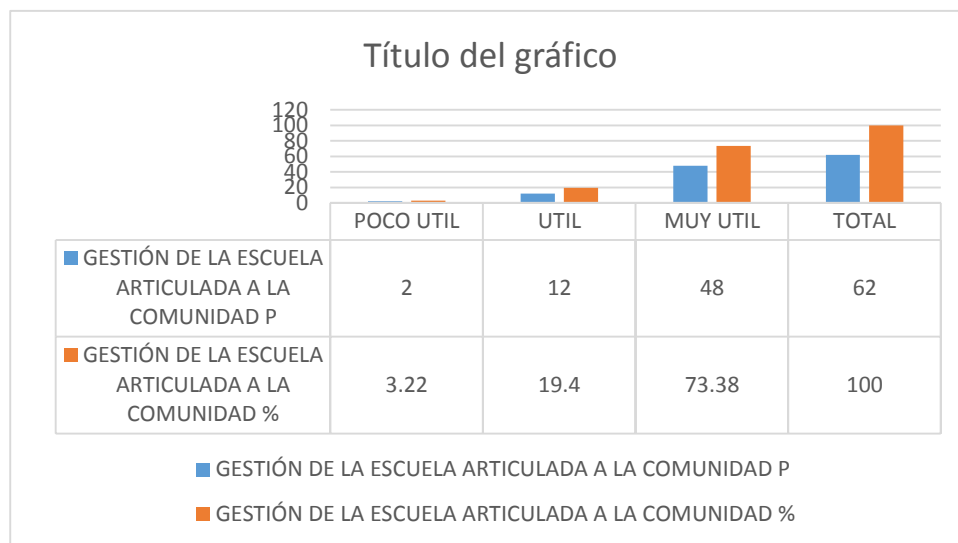 Título del gráfico
120
100
80
60
40
20
0
POCO UTIL UTIL MUY UTIL TOTAL
GESTIÓN DE LA ESCUELA
ARTICULADA A LA
COMUNIDAD P
2 12 48 62
GESTIÓN DE LA ESCUELA
ARTICULADA A LA
COMUNIDAD %
3.22 19.4 73.38 100
GESTIÓN DE LA ESCUELA ARTICULADA A LA COMUNIDAD P
GESTIÓN DE LA ESCUELA ARTICULADA A LA COMUNIDAD %